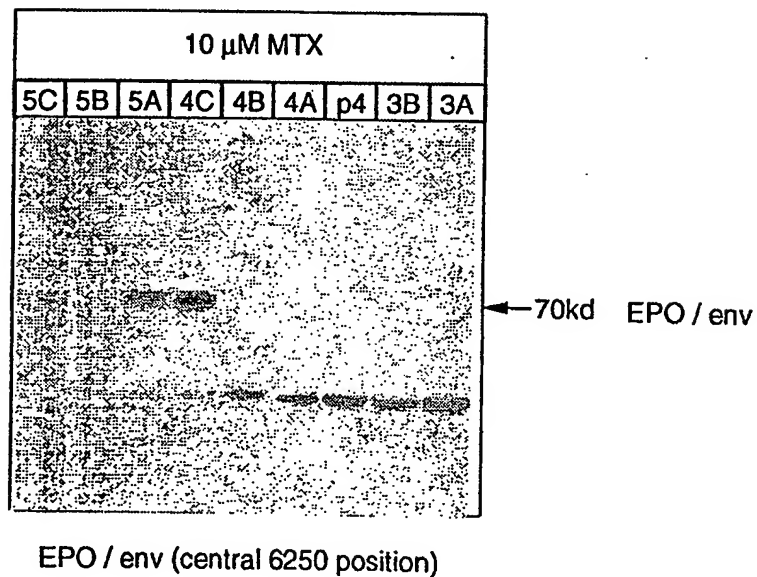 10 µM MTX
5C 5B 5A 4C 4B 4A p4 3B 3A
70kd EPO / env
EPO / env (central 6250 position)